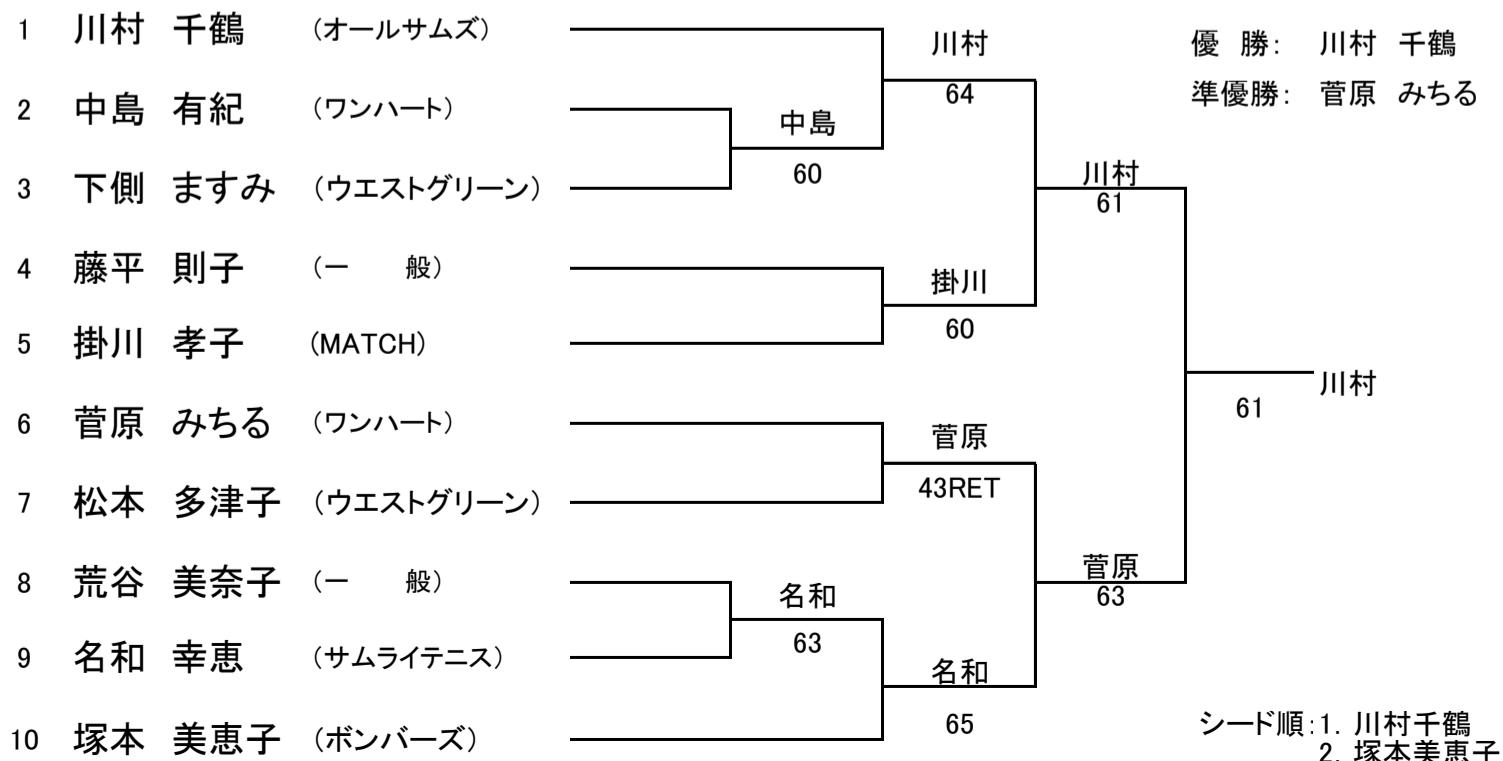 1 川村 千鶴 (オールサムズ)
2 中島 有紀 (ワンハート)
3 下側 ますみ (ウエストグリーン)
4 藤平 則子 (一 般)
5 掛川 孝子 (MATCH)
6 菅原 みちる (ワンハート)
7 松本 多津子 (ウエストグリーン)
8 荒谷 美奈子 (一 般)
9 名和 幸恵 (サムライテニス)
10 塚本 美恵子 (ボンバーズ)
中島
60
名和
63
川村
64
掛川
60
菅原
43RET
名和
65
川村
61
菅原
63
61
川村
優 勝: 川村 千鶴
準優勝: 菅原 みちる
シード順:1. 川村千鶴
2. 塚本美恵子